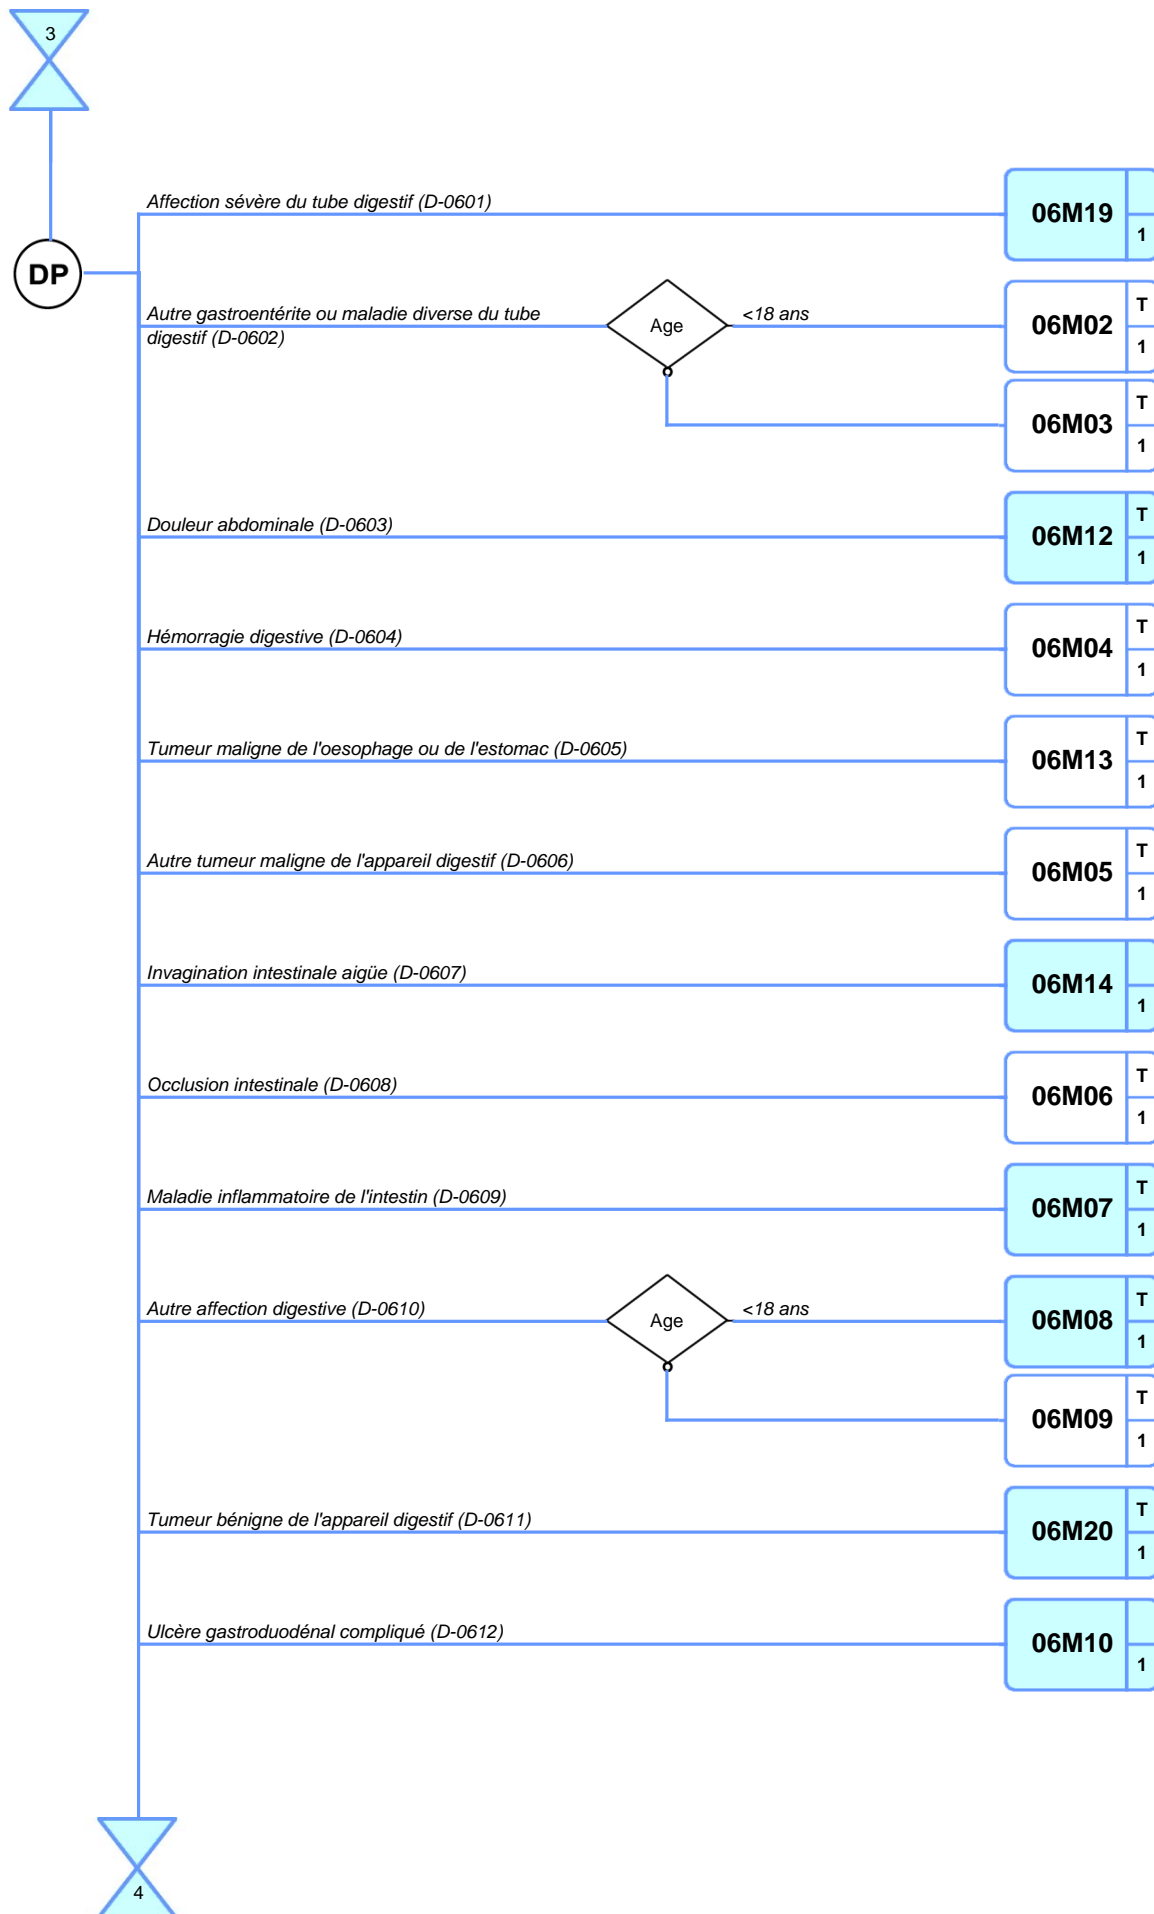 3
DP
Affection sévère du tube digestif (D-0601)
06M19
1
Autre gastroentérite ou maladie diverse du tube
digestif (D-0602)
Age
<18 ans
06M02
T
1
06M03
T
1
Douleur abdominale (D-0603)
06M12
T
1
Hémorragie digestive (D-0604)
06M04
T
1
Tumeur maligne de l'oesophage ou de l'estomac (D-0605)
06M13
T
1
Autre tumeur maligne de l'appareil digestif (D-0606)
06M05
T
1
Invagination intestinale aigüe (D-0607)
06M14
1
Occlusion intestinale (D-0608)
06M06
T
1
Maladie inflammatoire de l'intestin (D-0609)
06M07
T
1
Autre affection digestive (D-0610)
Age
<18 ans
06M08
T
1
06M09
T
1
Tumeur bénigne de l'appareil digestif (D-0611)
06M20
T
1
Ulcère gastroduodénal compliqué (D-0612)
06M10
1
4